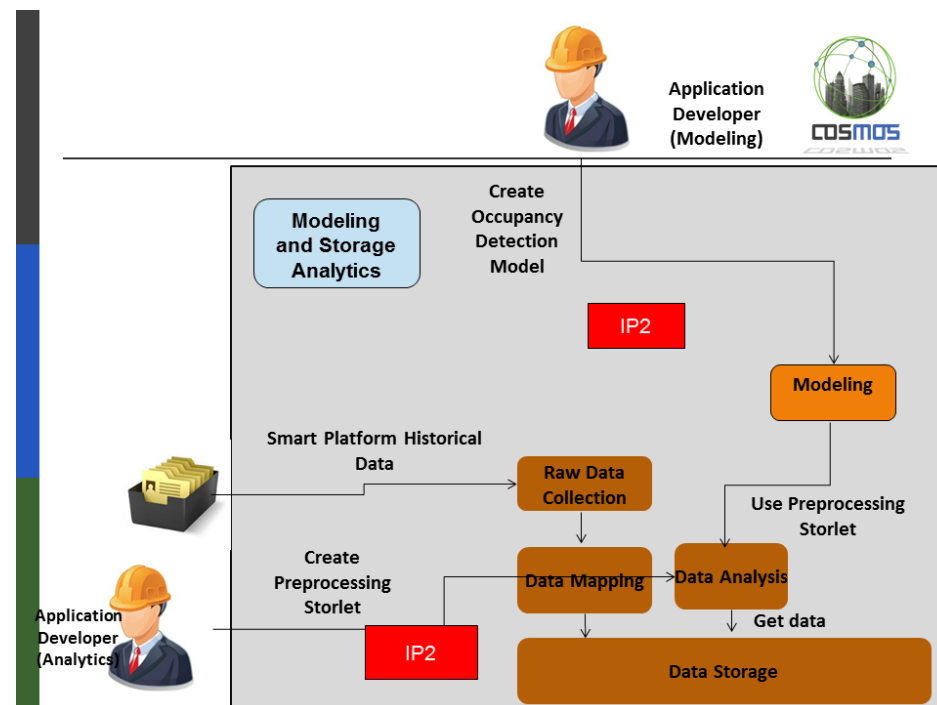 Application
Developer
(Modeling)
COSMOS
Create
Occupancy
Detection
Model
Modeling
and Storage
Analytics
IP2
Modeling
Smart Platform Historical
Data
Raw Data
Collection
Use Preprocessing
Storlet
Create
Preprocessing
Storlet
Data Mapping
Data Analysis
Application
Developer
(Analytics)
IP2
Get data
Data Storage